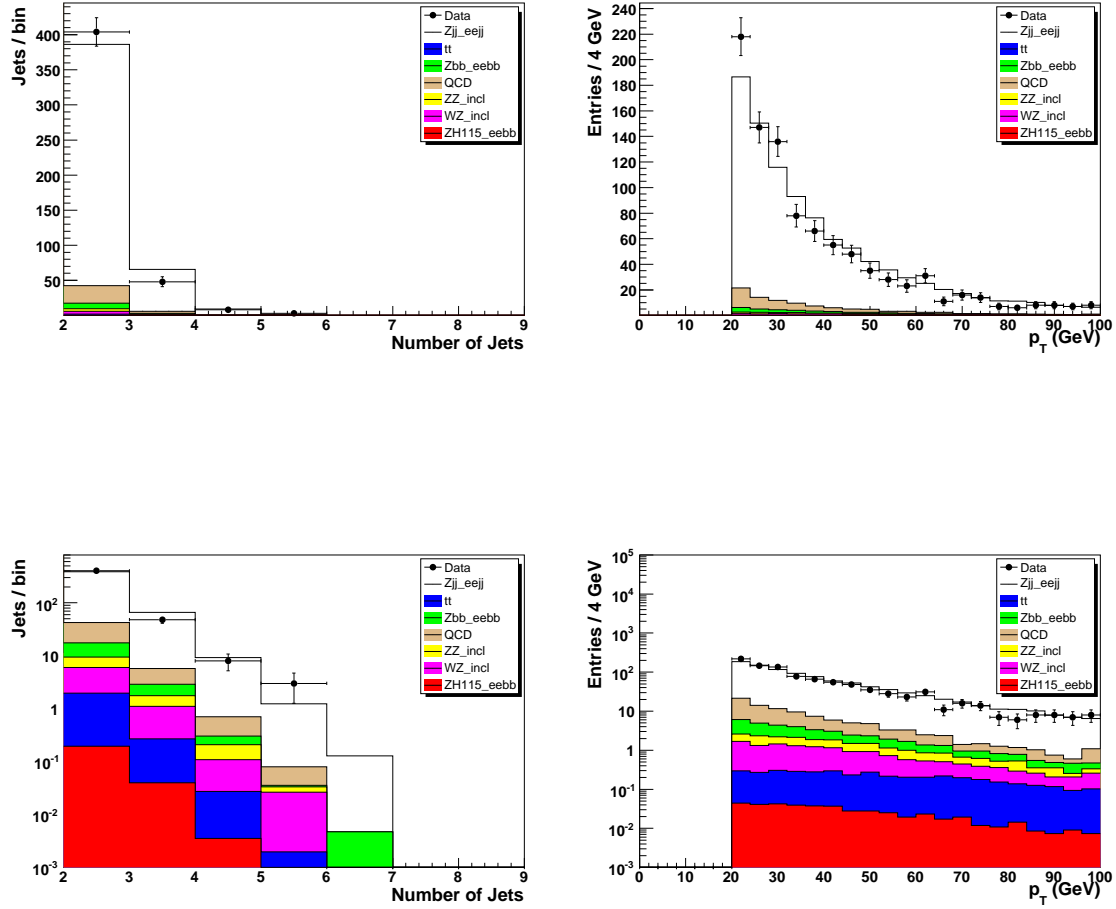 Jets / bin
400
350
300
250
200
150
100
50
2 3 4 5 6 7 8 9
Number of Jets
Data
Zjj_eejj
tt
Zbb_eebb
QCD
ZZ_incl
WZ_incl
ZH115_eebb
Entries / 4 GeV
240
220
200
180
160
140
120
100
80
60
40
20
0 10 20 30 40 50 60 70 80 90 100
p_T (GeV)
Data
Zjj_eejj
tt
Zbb_eebb
QCD
ZZ_incl
WZ_incl
ZH115_eebb
Jets / bin
10^2
10
1
10^-1
10^-2
10^-3
2 3 4 5 6 7 8 9
Number of Jets
Data
Zjj_eejj
tt
Zbb_eebb
QCD
ZZ_incl
WZ_incl
ZH115_eebb
Entries / 4 GeV
10^5
10^4
10^3
10^2
10
1
10^-1
10^-2
10^-3
0 10 20 30 40 50 60 70 80 90 100
p_T (GeV)
Data
Zjj_eejj
tt
Zbb_eebb
QCD
ZZ_incl
WZ_incl
ZH115_eebb